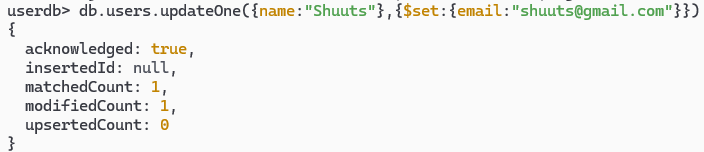 userdb> db.users.updateOne({name:"Shuuts"},{$set:{email:"shuuts@gmail.com"}})
{
  acknowledged: true,
  insertedId: null,
  matchedCount: 1,
  modifiedCount: 1,
  upsertedCount: 0
}